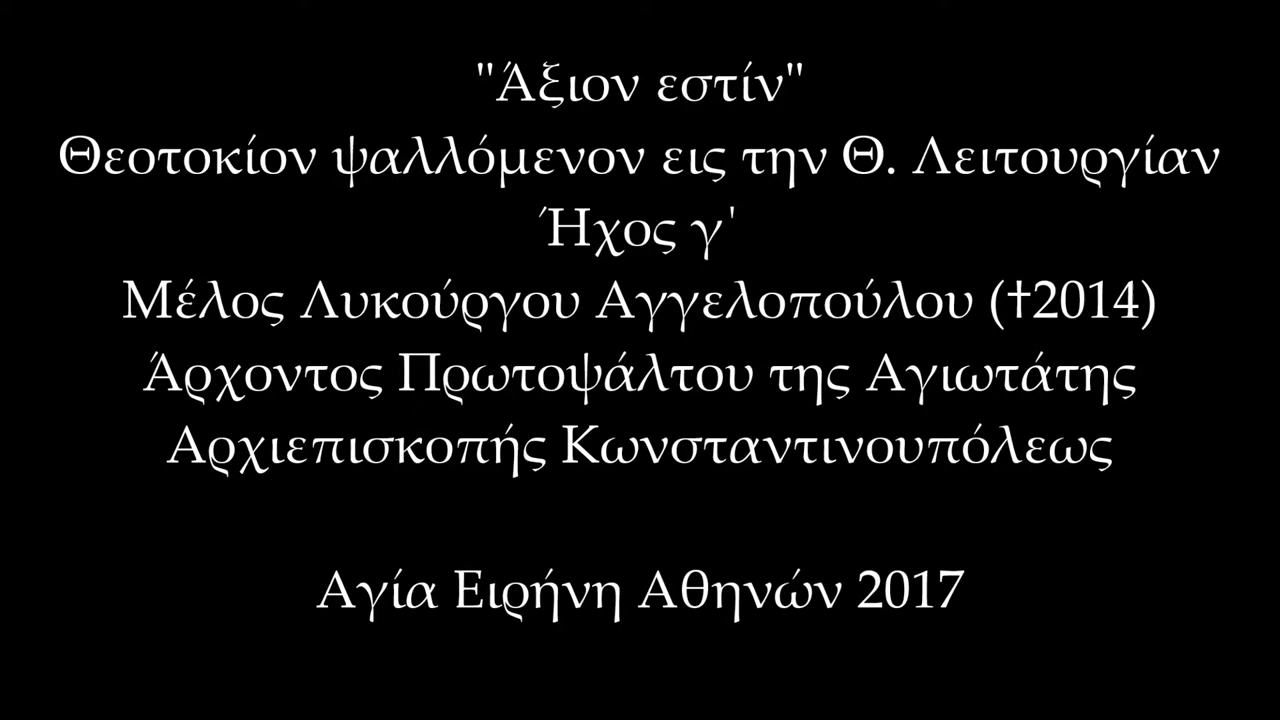 "Άξιον εστίν"
Θεοτοκίον ψαλλόμενον εις την Θ. Λειτουργίαν
Ήχος γ'
Μέλος Λυκούργου Αγγελοπούλου (†2014)
Άρχοντος Πρωτοψάλτου της Αγιωτάτης
Αρχιεπισκοπής Κωνσταντινουπόλεως
Αγία Ειρήνη Αθηνών 2017